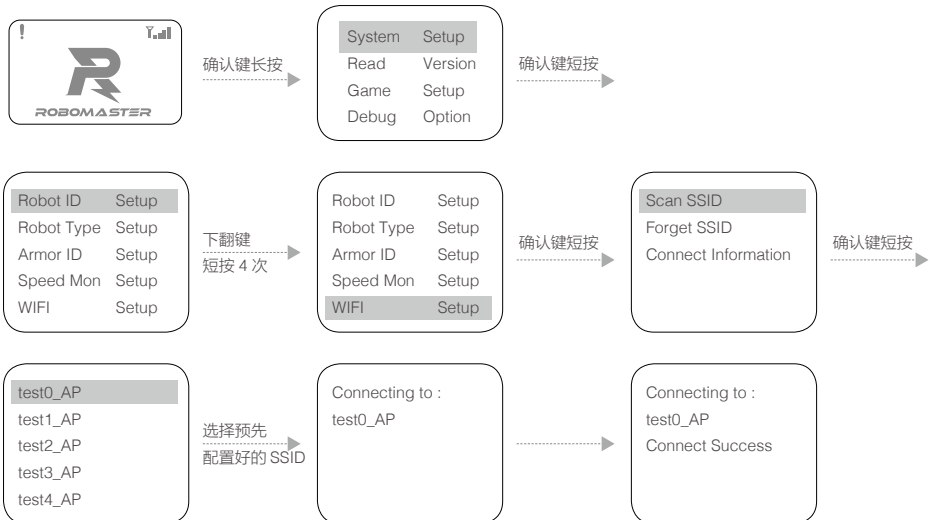 !
ROBOMASTER
确认键长按
System Setup
Read Version
Game Setup
Debug Option
确认键短按
Robot ID Setup
Robot Type Setup
Armor ID Setup
Speed Mon Setup
WIFI Setup
下翻键
短按 4 次
Robot ID Setup
Robot Type Setup
Armor ID Setup
Speed Mon Setup
WIFI Setup
确认键短按
Scan SSID
Forget SSID
Connect Information
确认键短按
test0_AP
test1_AP
test2_AP
test3_AP
test4_AP
选择预先
配置好的 SSID
Connecting to :
test0_AP
Connecting to :
test0_AP
Connect Success